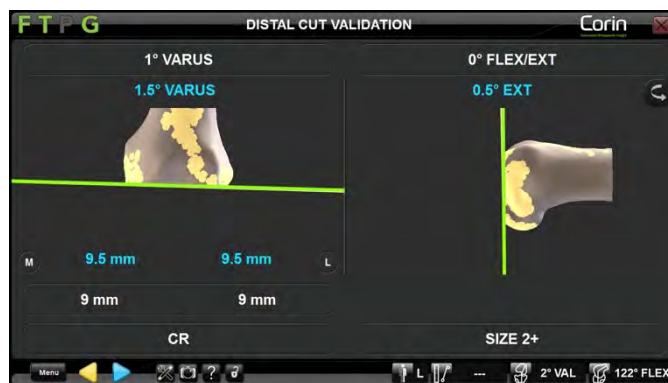 F T P G DISTAL CUT VALIDATION Corin
1° VARUS 0° FLEX/EXT
1.5° VARUS 0.5° EXT
M 9.5 mm 9.5 mm L
9 mm 9 mm
CR SIZE 2+
Menu ? L --- 2° VAL 122° FLEX